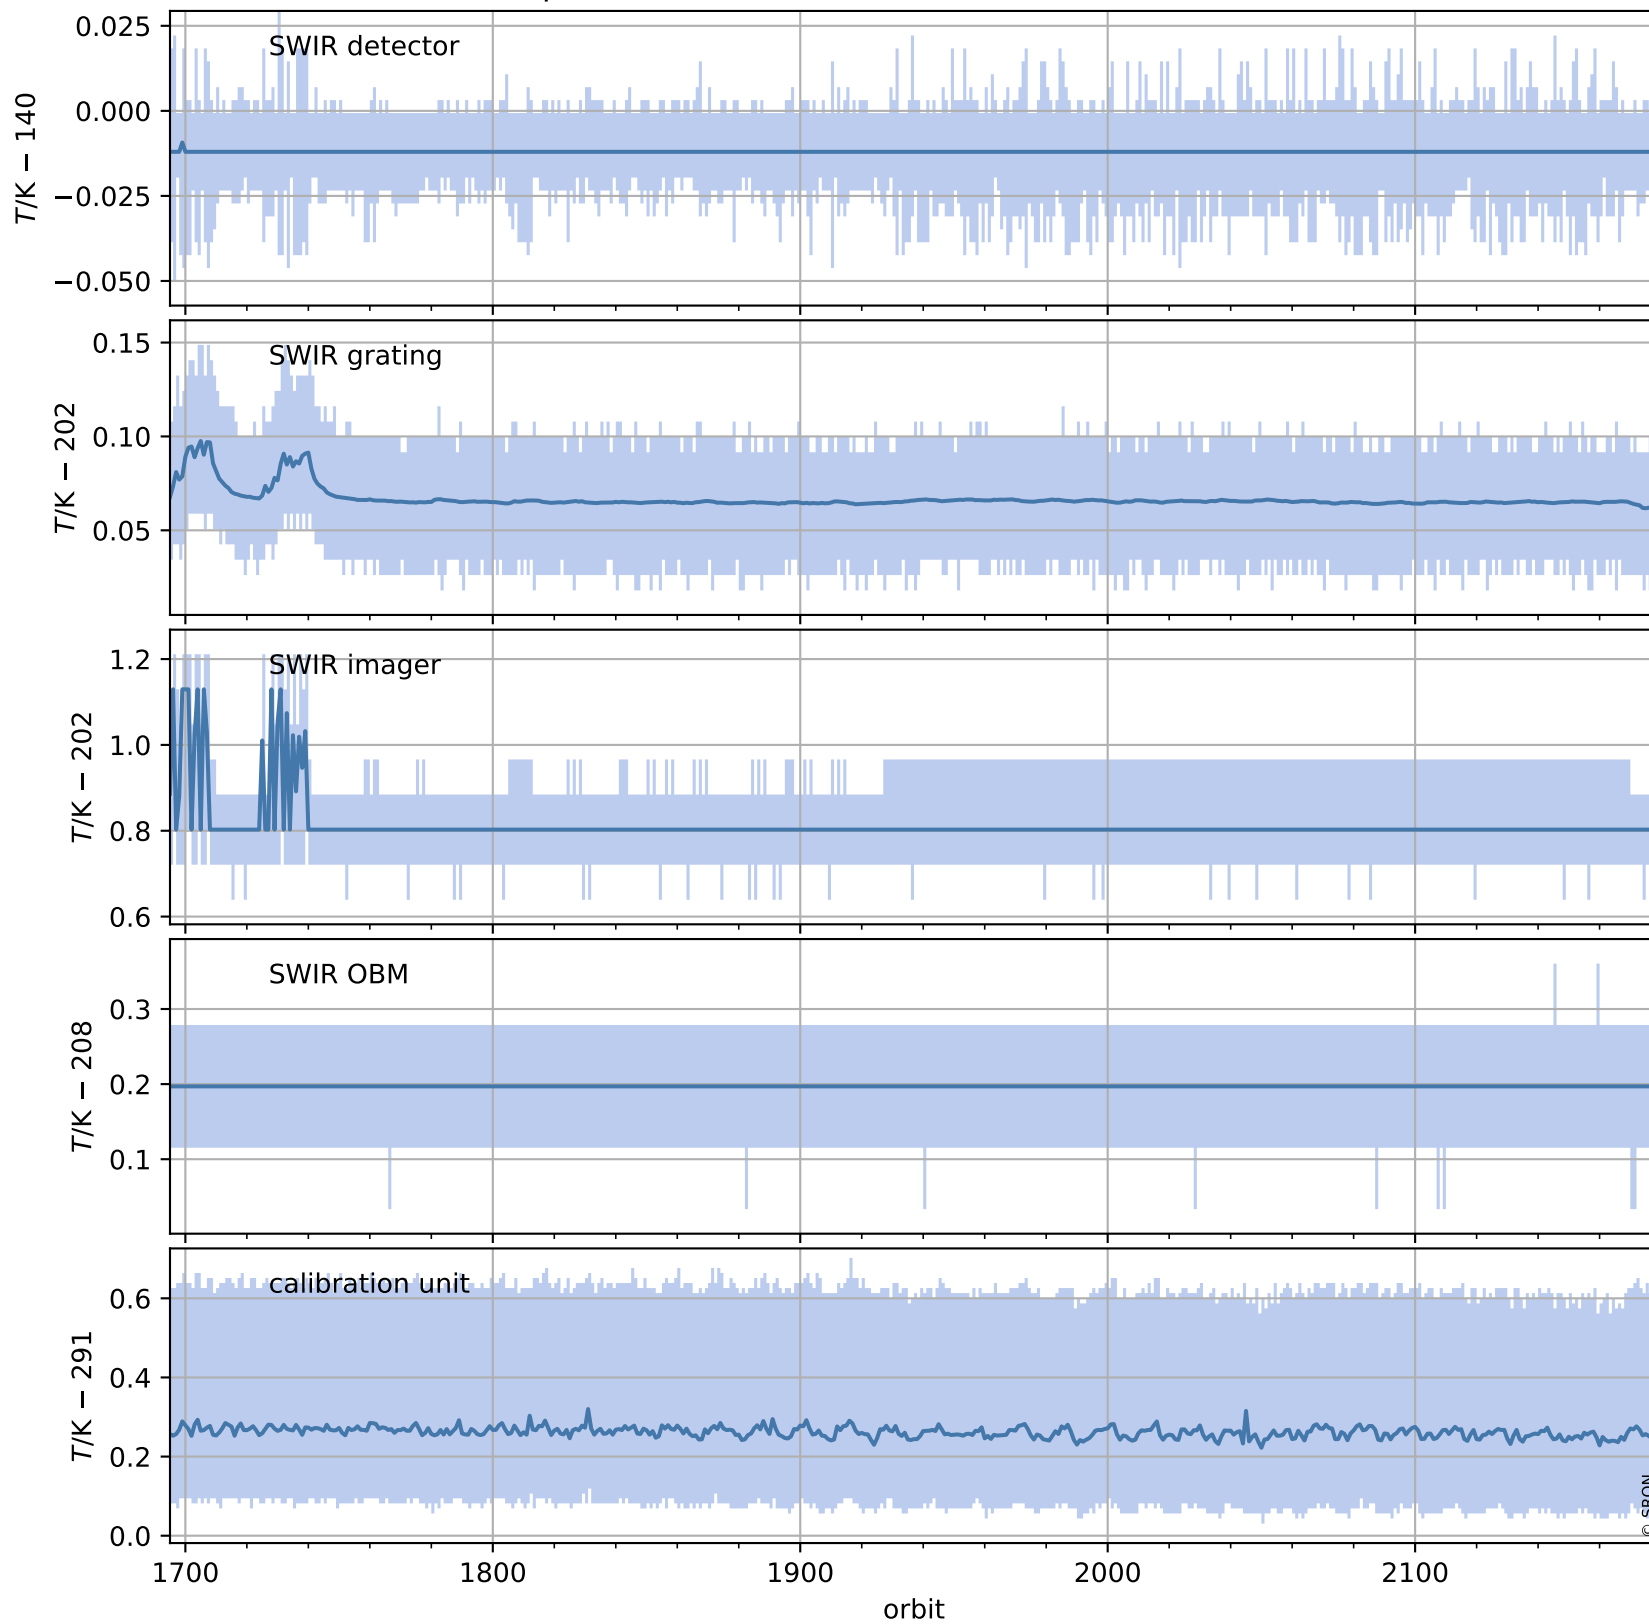 0.025
SWIR detector
0.000
−0.025
−0.050
T/K − 140
0.15
SWIR grating
0.10
0.05
T/K − 202
1.2
SWIR imager
1.0
0.8
0.6
T/K − 202
SWIR OBM
0.3
0.2
0.1
T/K − 208
calibration unit
0.6
0.4
0.2
0.0
T/K − 291
© SRON
1700 1800 1900 2000 2100
orbit